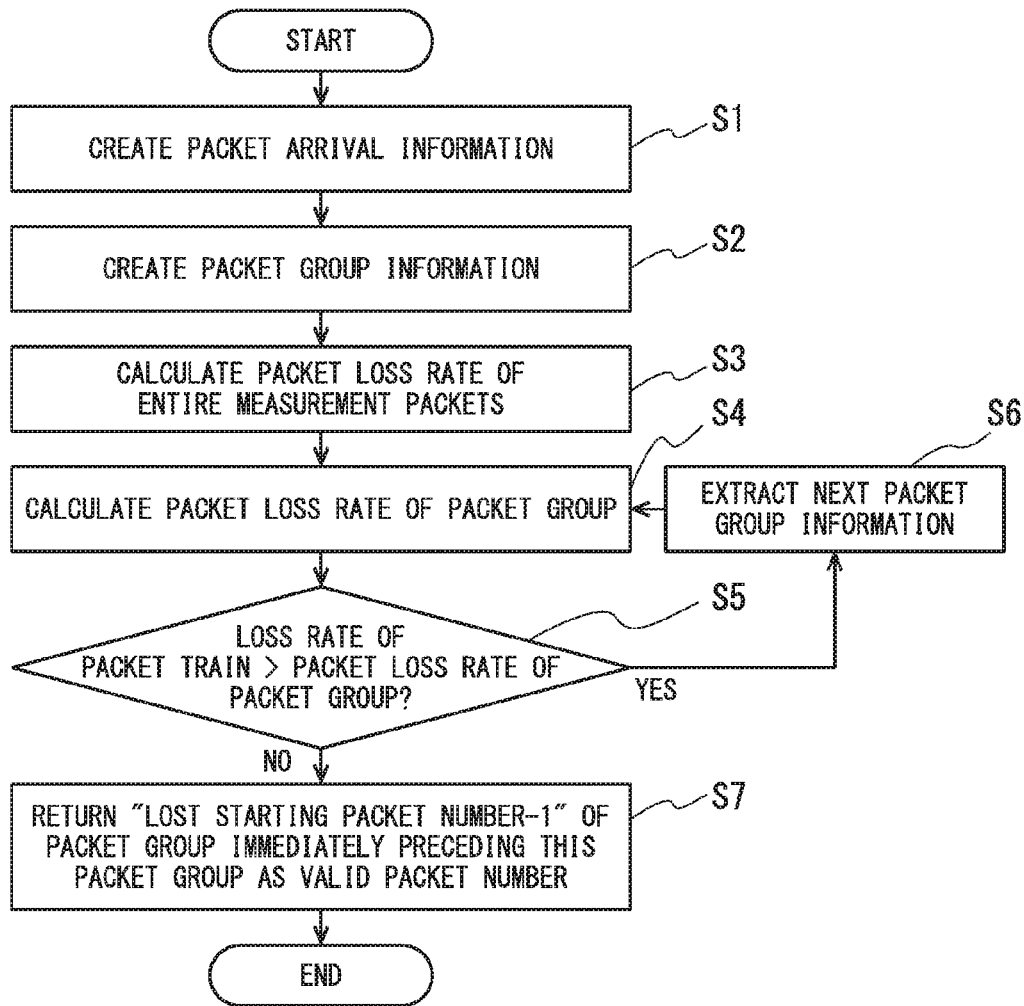 START
S1
CREATE PACKET ARRIVAL INFORMATION
S2
CREATE PACKET GROUP INFORMATION
S3
CALCULATE PACKET LOSS RATE OF
ENTIRE MEASUREMENT PACKETS
S4
CALCULATE PACKET LOSS RATE OF PACKET GROUP
S6
EXTRACT NEXT PACKET
GROUP INFORMATION
S5
LOSS RATE OF
PACKET TRAIN > PACKET LOSS RATE OF
PACKET GROUP?
YES
NO
S7
RETURN "LOST STARTING PACKET NUMBER-1" OF
PACKET GROUP IMMEDIATELY PRECEDING THIS
PACKET GROUP AS VALID PACKET NUMBER
END